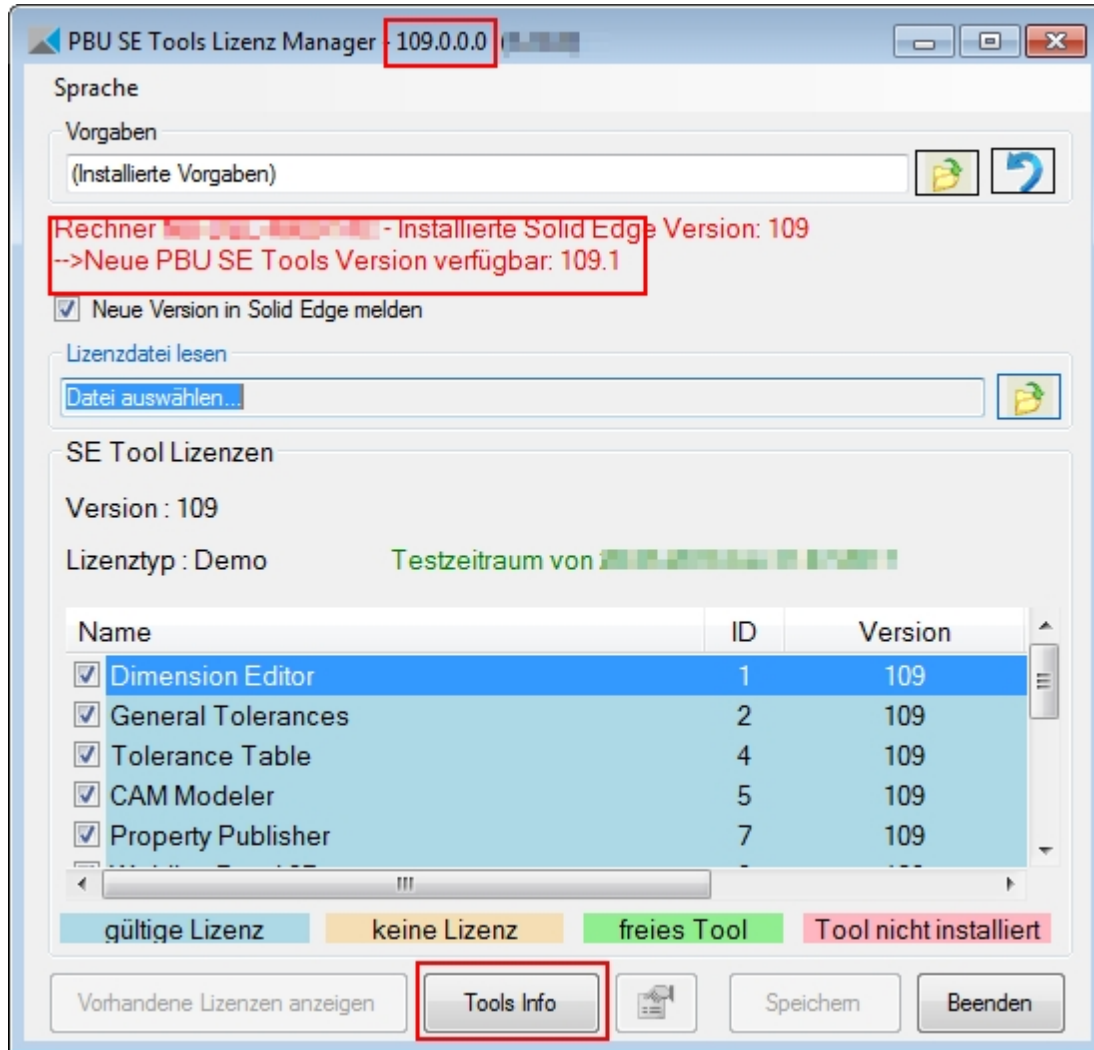 PBU SE Tools Lizenz Manager - 109.0.0.0
Sprache
Vorgaben
(Installierte Vorgaben)
Rechner - Installierte Solid Edge Version: 109
-->Neue PBU SE Tools Version verfügbar: 109.1
Neue Version in Solid Edge melden
Lizenzdatei lesen
Datei auswählen...
SE Tool Lizenzen
Version : 109
Lizenztyp : Demo Testzeitraum von
Name ID Version
Dimension Editor 1 109
General Tolerances 2 109
Tolerance Table 4 109
CAM Modeler 5 109
Property Publisher 7 109
gültige Lizenz keine Lizenz freies Tool Tool nicht installiert
Vorhandene Lizenzen anzeigen Tools Info Speichern Beenden